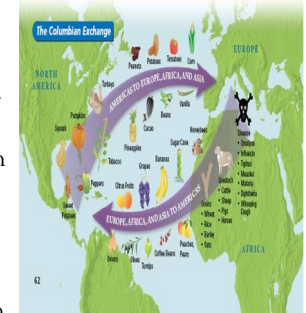 The Columbian Exchange
NORTH
AMERICA
EUROPE
AFRICA
AMERICAS TO EUROPE, AFRICA, AND ASIA
EUROPE, AFRICA, AND ASIA TO AMERICAS
Peanuts
Potatoes
Tomatoes
Corn
Turkeys
Pumpkins
Squash
Vanilla
Beans
Cacao
Pineapples
Tobacco
Peppers
Sweet
Potatoes
Honeybees
Sugar Cane
Bananas
Grapes
Citrus Fruits
Onions
Olives
Turnips
Coffee Beans
Peaches,
Pears
Grains
• Wheat
• Rice
• Barley
• Oats
Livestock
• Cattle
• Sheep
• Pigs
• Horses
Disease
• Smallpox
• Influenza
• Typhus
• Measles
• Malaria
• Diphtheria
• Whooping
Cough
62